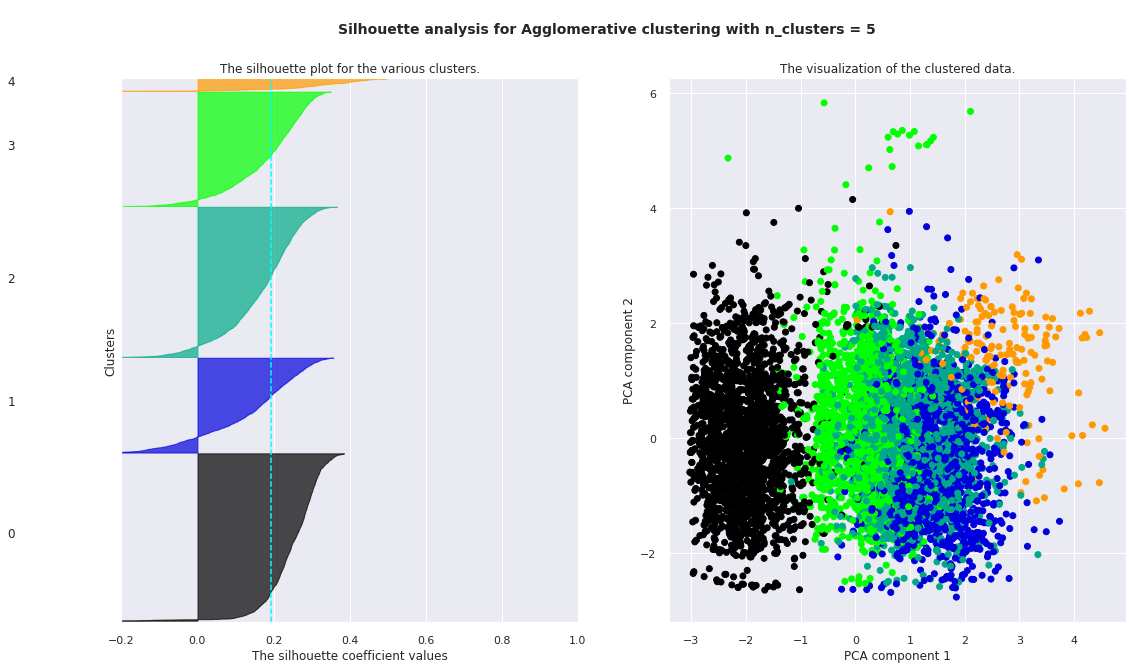 Silhouette analysis for Agglomerative clustering with n_clusters = 5
The silhouette plot for the various clusters.
4
3
2
1
0
Clusters
−0.2 0.0 0.2 0.4 0.6 0.8 1.0
The silhouette coefficient values
The visualization of the clustered data.
6
4
2
0
−2
PCA component 2
−3 −2 −1 0 1 2 3 4
PCA component 1